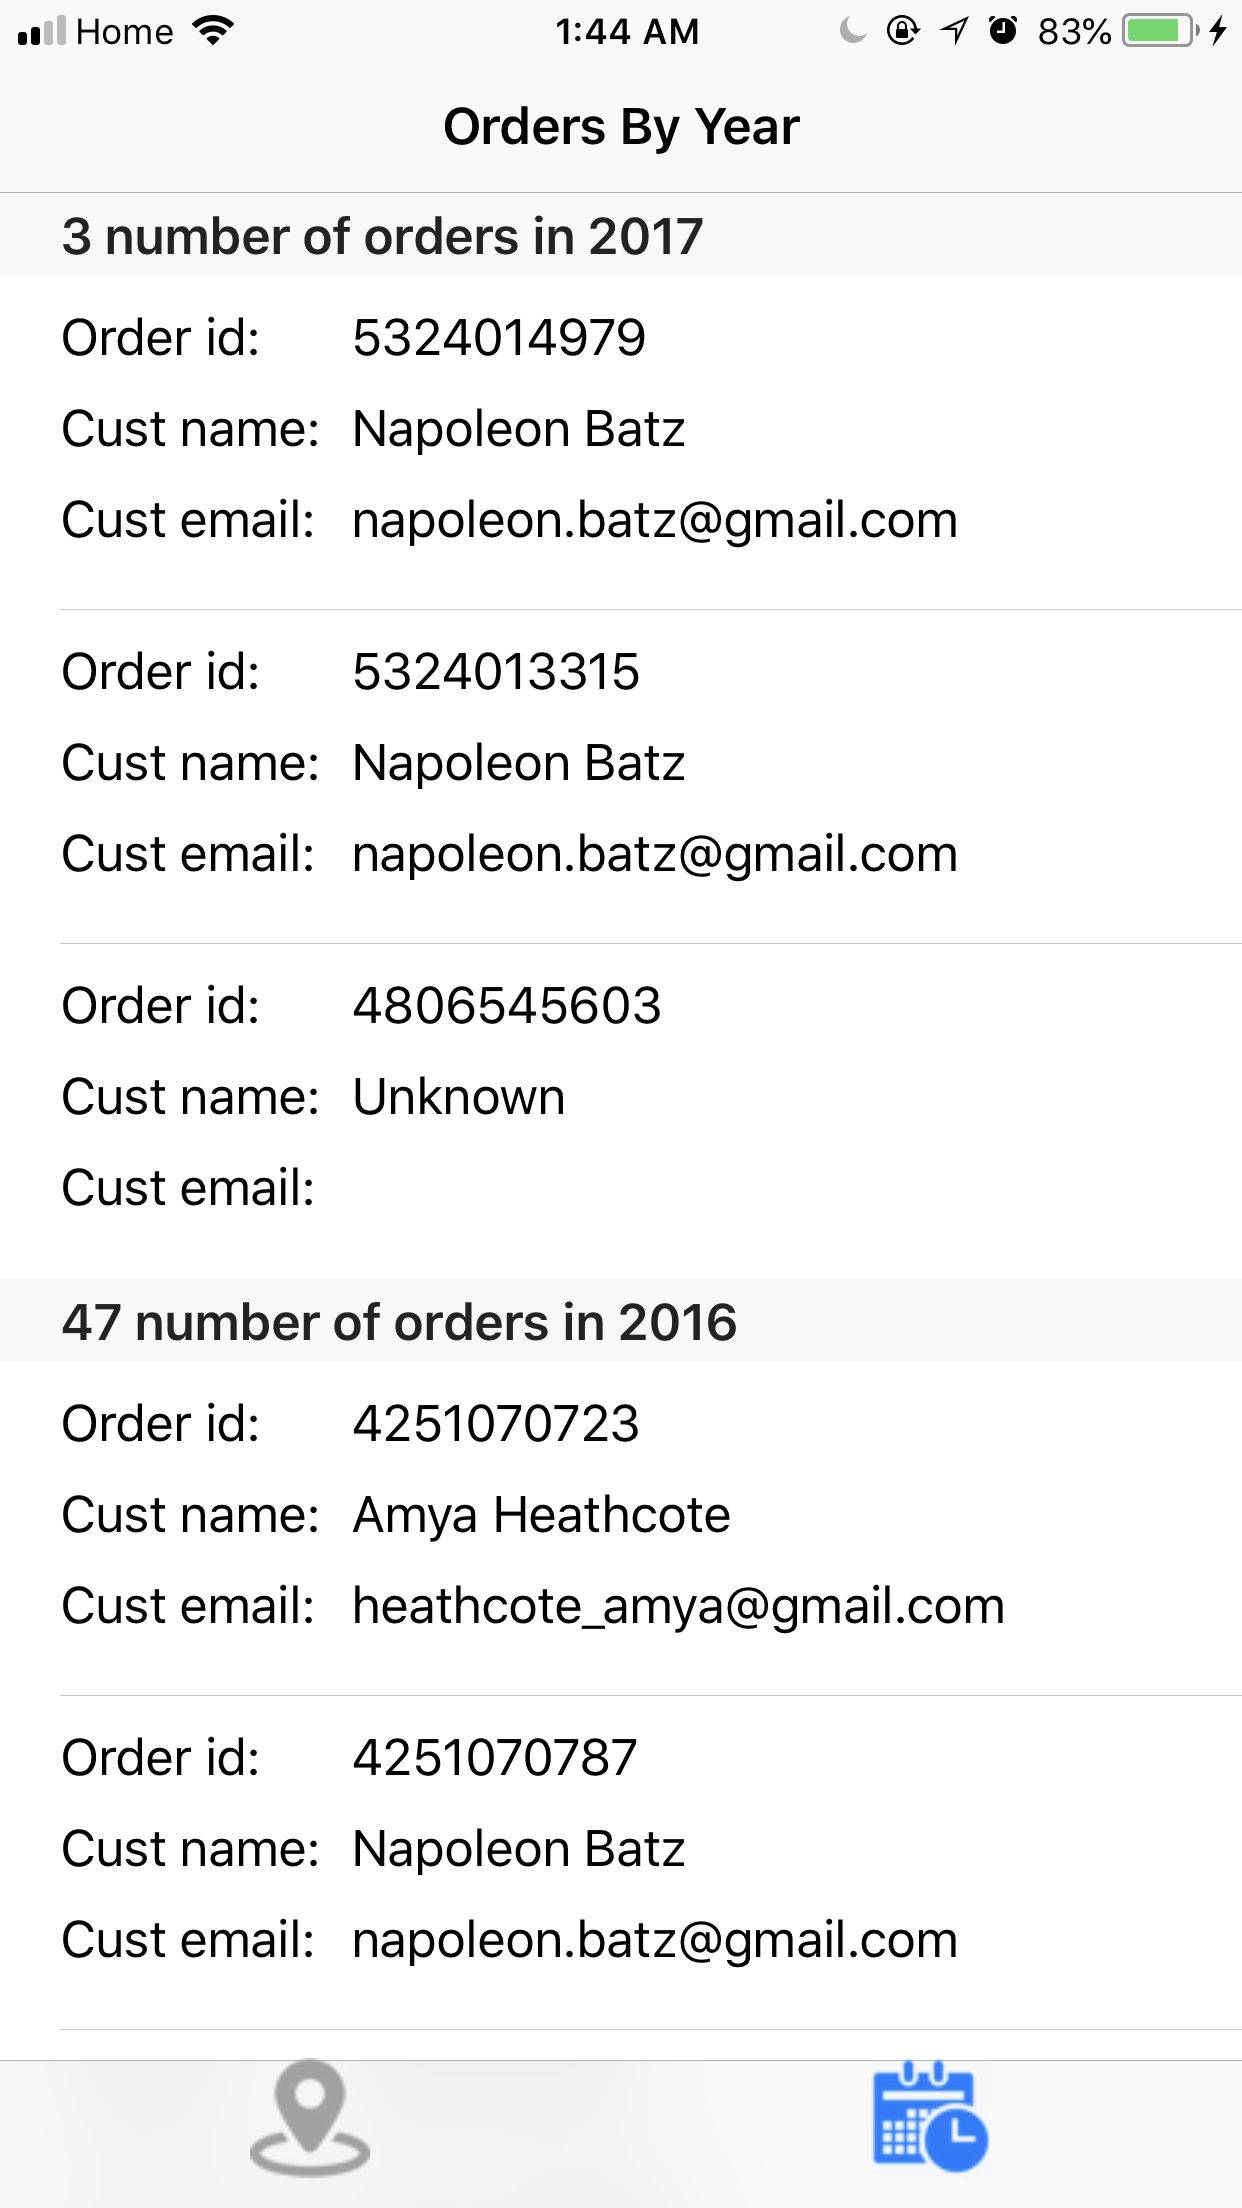 Home 1:44 AM 83%
Orders By Year
3 number of orders in 2017
Order id: 5324014979
Cust name: Napoleon Batz
Cust email: napoleon.batz@gmail.com
Order id: 5324013315
Cust name: Napoleon Batz
Cust email: napoleon.batz@gmail.com
Order id: 4806545603
Cust name: Unknown
Cust email:
47 number of orders in 2016
Order id: 4251070723
Cust name: Amya Heathcote
Cust email: heathcote_amya@gmail.com
Order id: 4251070787
Cust name: Napoleon Batz
Cust email: napoleon.batz@gmail.com